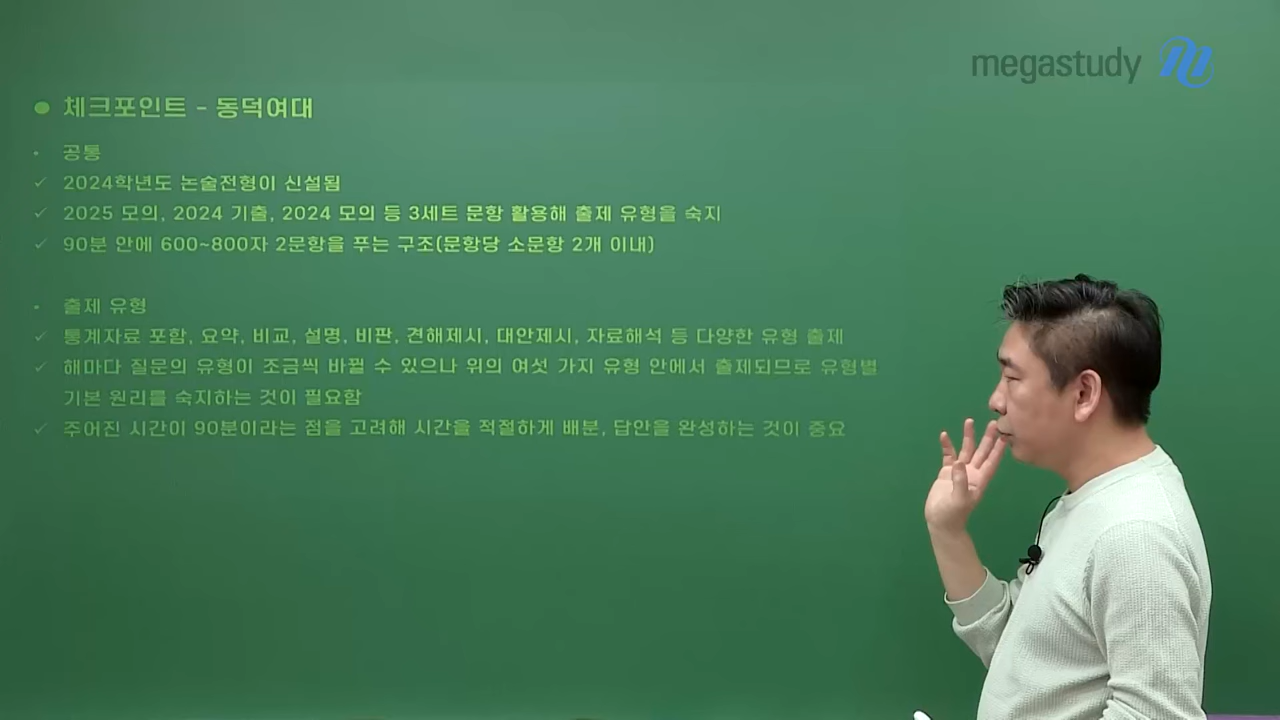 megastudy
● 체크포인트 - 동덕여대
• 공통
✓ 2024학년도 논술전형이 신설됨
✓ 2025 모의, 2024 기출, 2024 모의 등 3세트 문항 활용해 출제 유형을 숙지
✓ 90분 안에 600~800자 2문항을 푸는 구조(문항당 소문항 2개 이내)
• 출제 유형
✓ 통계자료 포함, 요약, 비교, 설명, 비판, 견해제시, 대안제시, 자료해석 등 다양한 유형 출제
✓ 해마다 질문의 유형이 조금씩 바뀔 수 있으나 위의 여섯 가지 유형 안에서 출제되므로 유형별
기본 원리를 숙지하는 것이 필요함
✓ 주어진 시간이 90분이라는 점을 고려해 시간을 적절하게 배분, 답안을 완성하는 것이 중요